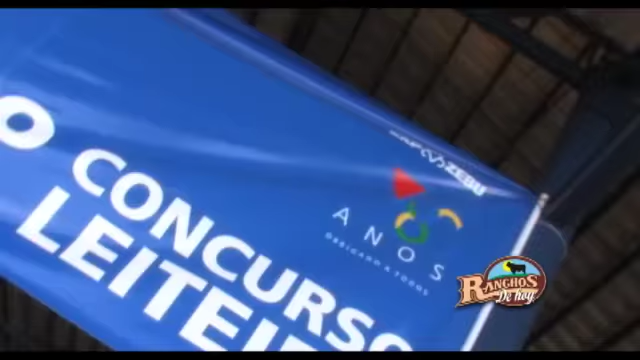 O CONCURSO
LEITEI
ZEBU
ANOS
DEDICADO A TODOS
RANCHOS
De hoy